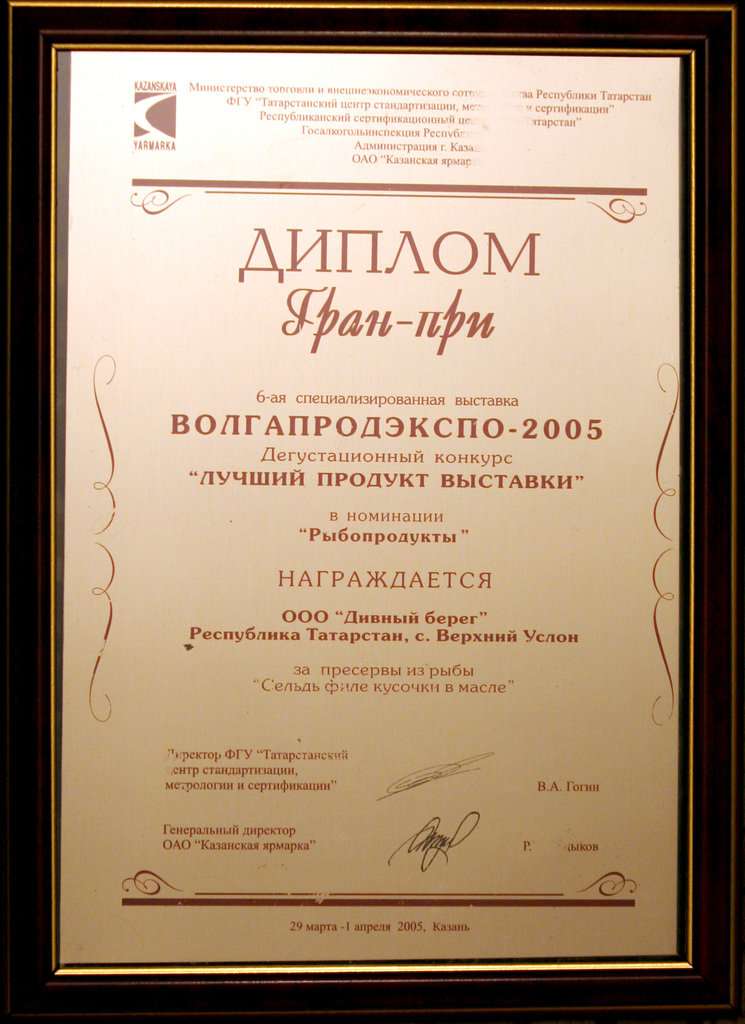 KAZANSKAYA
YARMARKA
Министерство торговли и внешнеэкономического Республики Татарстан
ФГУ "Татарстанский центр стандартизации, и сертификации"
Республиканский сертификационный
Госалкогольинспекция
Администрация г.
ОАО "Казанская
ДИПЛОМ
Гран-при
6-ая специализированная выставка
ВОЛГАПРОДЭКСПО-2005
Дегустационный конкурс
"ЛУЧШИЙ ПРОДУКТ ВЫСТАВКИ"
в номинации
"Рыбопродукты"
НАГРАЖДАЕТСЯ
ООО "Дивный берег"
Республика Татарстан, с. Верхний Услон
за пресервы из рыбы
"Сельдь филе кусочки в масле"
Директор ФГУ "Татарстанский
центр стандартизации,
метрологии и сертификации"
В.А. Гогин
Генеральный директор
ОАО "Казанская ярмарка"
Р.
29 марта -1 апреля 2005, Казань